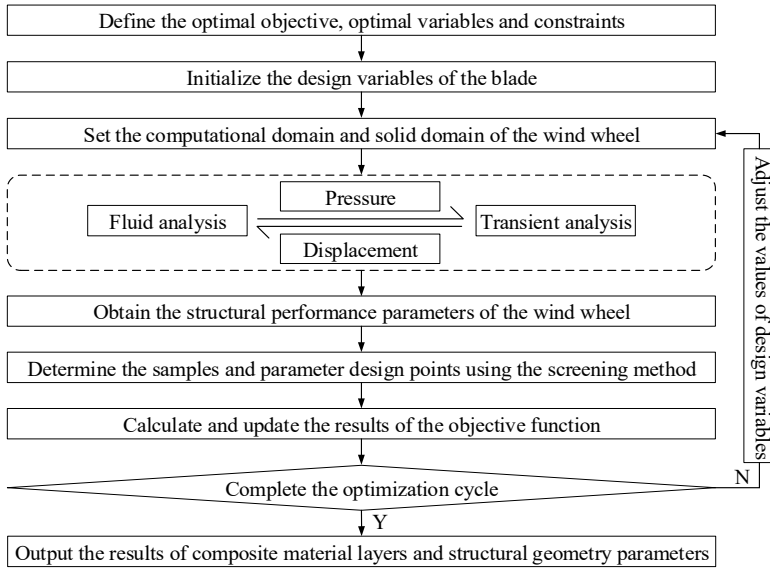 Define the optimal objective, optimal variables and constraints
Initialize the design variables of the blade
Set the computational domain and solid domain of the wind wheel
Pressure
Fluid analysis
Transient analysis
Displacement
Adjust the values of design variables
Obtain the structural performance parameters of the wind wheel
Determine the samples and parameter design points using the screening method
Calculate and update the results of the objective function
Complete the optimization cycle
N
Y
Output the results of composite material layers and structural geometry parameters